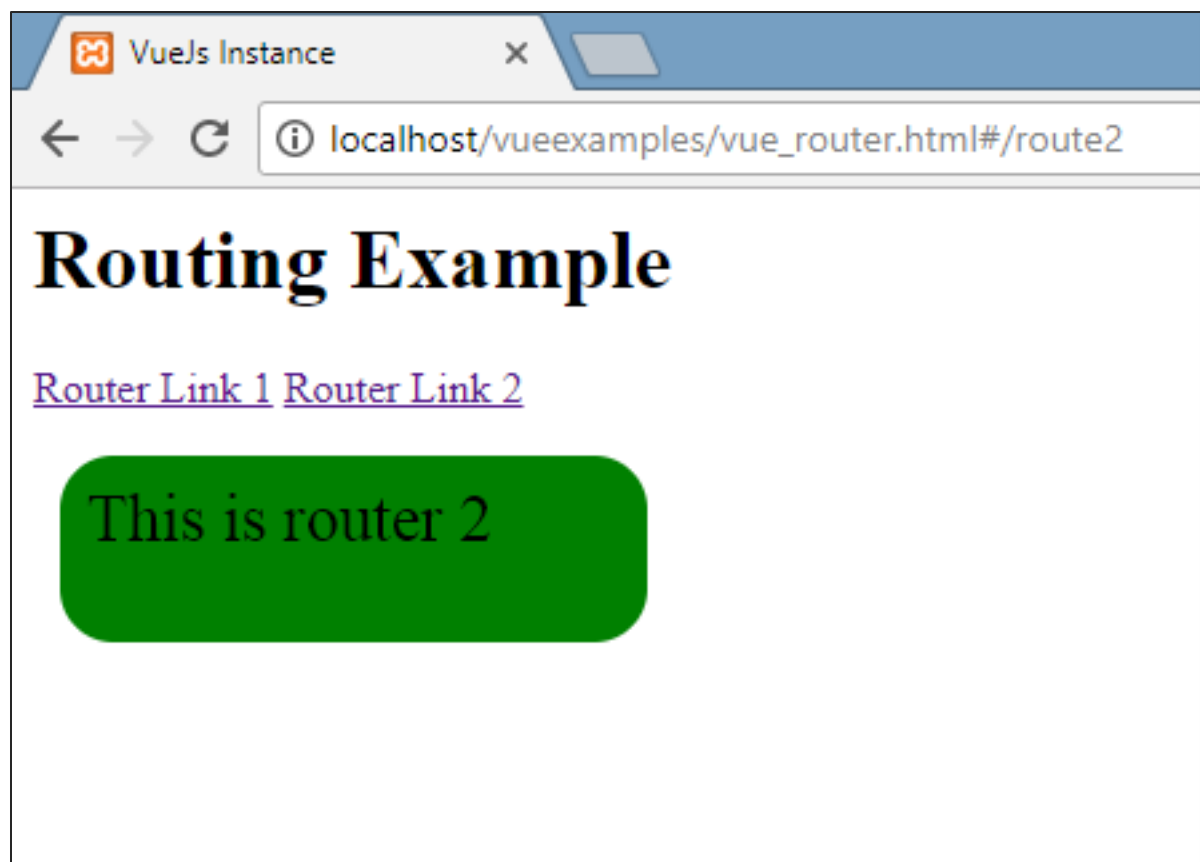 VueJs Instance
localhost/vueexamples/vue_router.html#/route2
Routing Example
Router Link 1 Router Link 2
This is router 2